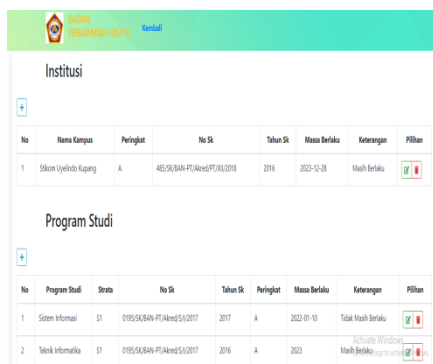 BADAN
PENJAMINAN MUTU Kembali
Institusi
+
No Nama Kampus Peringkat No Sk Tahun Sk Massa Berlaku Keterangan Pilihan
1 Stikom Uyelindo Kupang A 485/SK/BAN-PT/Akred/PT/XII/2018 2016 2023-12-28 Masih Berlaku
Program Studi
+
No Program Studi Strata No Sk Tahun Sk Peringkat Massa Berlaku Keterangan Pilihan
1 Sistem Informasi S1 0195/SK/BAN-PT/Akred/S/I/2017 2017 A 2022-01-10 Tidak Masih Berlaku
2 Teknik Informatika S1 0195/SK/BAN-PT/Akred/S/I/2017 2016 A 2023 Masih Berlaku
Activate Windows